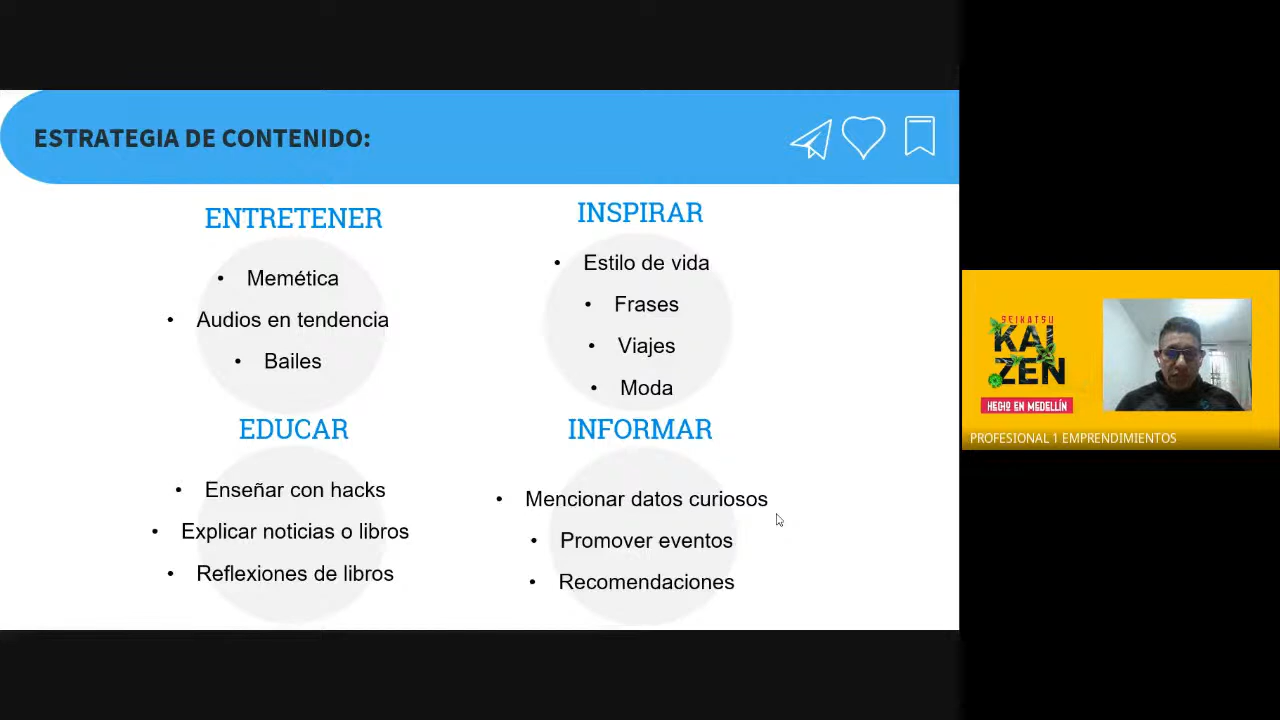 ESTRATEGIA DE CONTENIDO:
ENTRETENER
• Memética
• Audios en tendencia
• Bailes
INSPIRAR
• Estilo de vida
• Frases
• Viajes
• Moda
EDUCAR
• Enseñar con hacks
• Explicar noticias o libros
• Reflexiones de libros
INFORMAR
• Mencionar datos curiosos
• Promover eventos
• Recomendaciones
SEIKATSU
KAI
ZEN
HECHO EN MEDELLÍN
PROFESIONAL 1 EMPRENDIMIENTOS